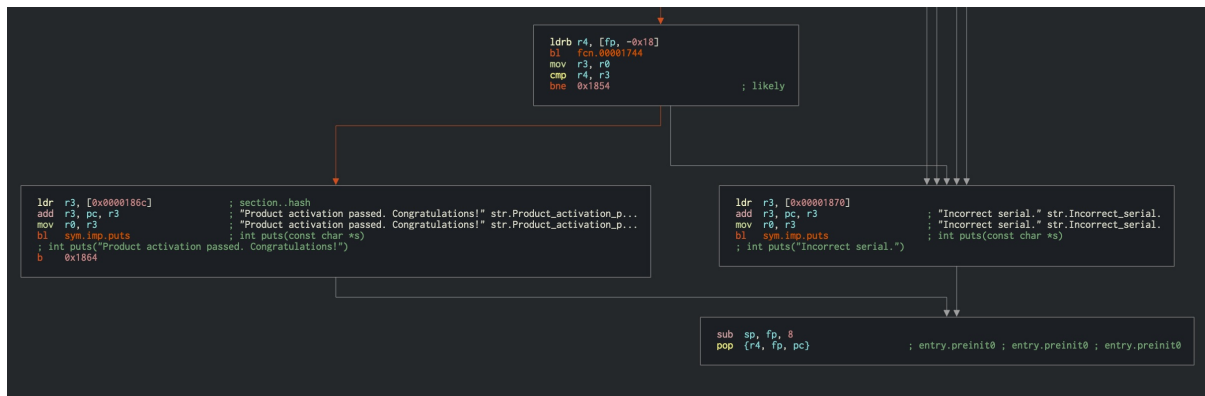 ldrb r4, [fp, -0x18]
bl fcn.00001744
mov r3, r0
cmp r4, r3
bne 0x1854 ; likely
ldr r3, [0x0000186c] ; section..hash
add r3, pc, r3 ; "Product activation passed. Congratulations!" str.Product_activation_p...
mov r0, r3 ; "Product activation passed. Congratulations!" str.Product_activation_p...
bl sym.imp.puts ; int puts(const char *s)
; int puts("Product activation passed. Congratulations!")
b 0x1864
ldr r3, [0x00001870]
add r3, pc, r3 ; "Incorrect serial." str.Incorrect_serial.
mov r0, r3 ; "Incorrect serial." str.Incorrect_serial.
bl sym.imp.puts ; int puts(const char *s)
; int puts("Incorrect serial.")
sub sp, fp, 8
pop {r4, fp, pc} ; entry.preinit0 ; entry.preinit0 ; entry.preinit0